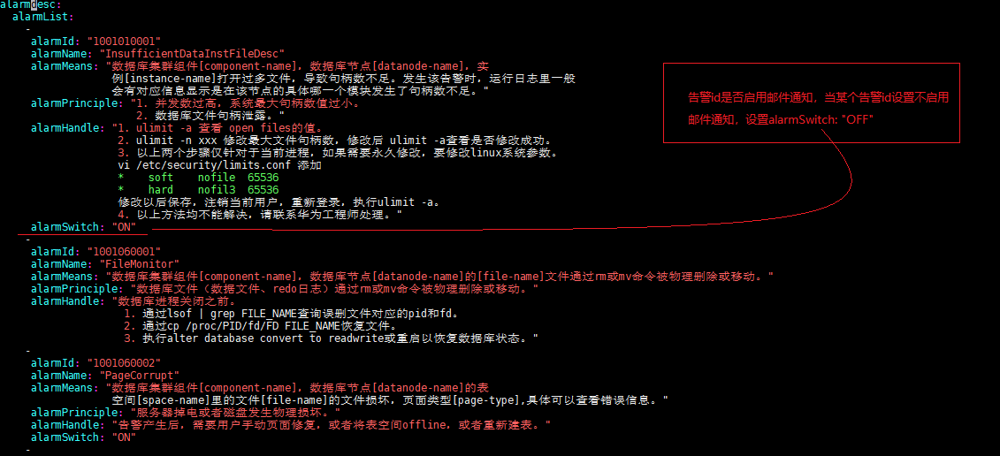 alarmdesc:
alarmList:
-
alarmId: "1001010001"
alarmName: "InsufficientDataInstFileDesc"
alarmMeans: "数据库集群组件[component-name]，数据库节点[datanode-name]，实
例[instance-name]打开过多文件，导致句柄数不足。发生该告警时，运行日志里一般
会有对应信息显示是在该节点的具体哪一个模块发生了句柄数不足。"
alarmPrinciple: "1. 并发数过高，系统最大句柄数值过小。
2. 数据库文件句柄泄露。"
alarmHandle: "1. ulimit -a 查看 open files的值。
2. ulimit -n xxx 修改最大文件句柄数，修改后 ulimit -a查看是否修改成功。
3. 以上两个步骤仅针对于当前进程，如果需要永久修改，要修改linux系统参数。
vi /etc/security/limits.conf 添加
* soft nofile 65536
* hard nofil3 65536
修改以后保存，注销当前用户，重新登录，执行ulimit -a。
4. 以上方法均不能解决，请联系华为工程师处理。"
alarmSwitch: "ON"
告警id是否启用邮件通知，当某个告警id设置不启用
邮件通知，设置alarmSwitch: "OFF"
-
alarmId: "1001060001"
alarmName: "FileMonitor"
alarmMeans: "数据库集群组件[component-name]，数据库节点[datanode-name]的[file-name]文件通过rm或mv命令被物理删除或移动。"
alarmPrinciple: "数据库文件（数据文件、redo日志）通过rm或mv命令被物理删除或移动。"
alarmHandle: "数据库进程关闭之前。
1. 通过lsof | grep FILE_NAME查询误删文件对应的pid和fd。
2. 通过cp /proc/PID/fd/FD FILE_NAME恢复文件。
3. 执行alter database convert to readwrite或重启以恢复数据库状态。"
-
alarmId: "1001060002"
alarmName: "PageCorrupt"
alarmMeans: "数据库集群组件[component-name]，数据库节点[datanode-name]的表
空间[space-name]里的文件[file-name]的文件损坏，页面类型[page-type],具体可以查看错误信息。"
alarmPrinciple: "服务器掉电或者磁盘发生物理损坏。"
alarmHandle: "告警产生后，需要用户手动页面修复，或者将表空间offline，或者重新建表。"
alarmSwitch: "ON"
-